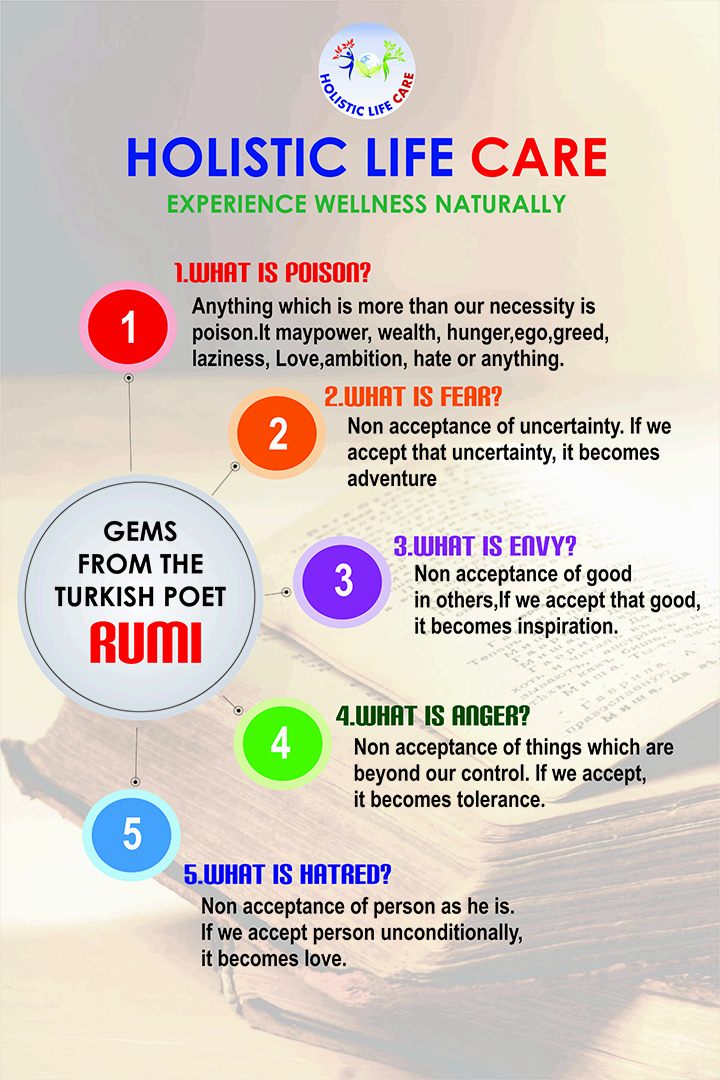 HOLISTIC LIFE CARE
HOLISTIC LIFE CARE
EXPERIENCE WELLNESS NATURALLY
1.WHAT IS POISON?
1
Anything which is more than our necessity is
poison.It maypower, wealth, hunger,ego,greed,
laziness, Love,ambition, hate or anything.
2.WHAT IS FEAR?
2
Non acceptance of uncertainty. If we
accept that uncertainty, it becomes
adventure
GEMS
FROM THE
TURKISH POET
RUMI
3.WHAT IS ENVY?
3
Non acceptance of good
in others,If we accept that good,
it becomes inspiration.
4.WHAT IS ANGER?
4
Non acceptance of things which are
beyond our control. If we accept,
it becomes tolerance.
5
5.WHAT IS HATRED?
Non acceptance of person as he is.
If we accept person unconditionally,
it becomes love.